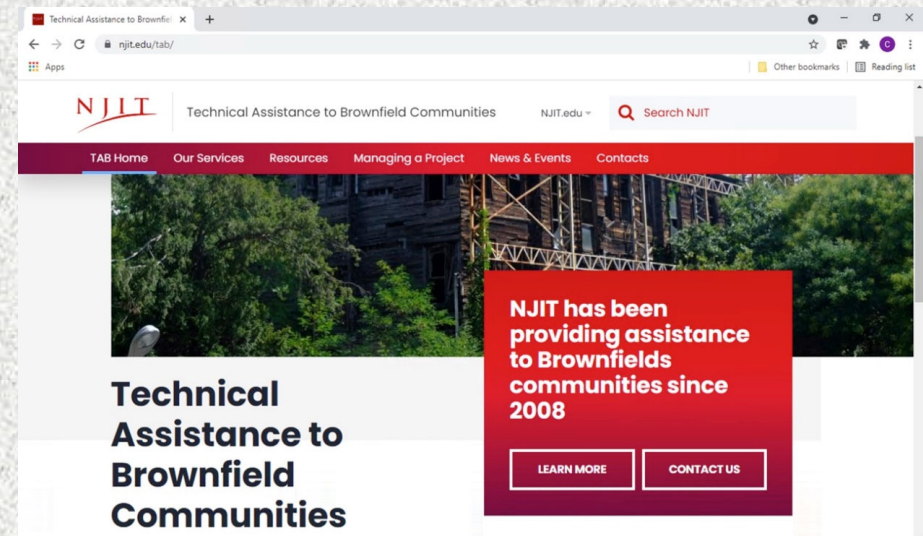 Technical Assistance to Brownfie
njit.edu/tab/
Apps
Other bookmarks
Reading list
NJIT
Technical Assistance to Brownfield Communities
NJIT.edu
Search NJIT
TAB Home Our Services Resources Managing a Project News & Events Contacts
NJIT has been
providing assistance
to Brownfields
communities since
2008
LEARN MORE CONTACT US
Technical
Assistance to
Brownfield
Communities